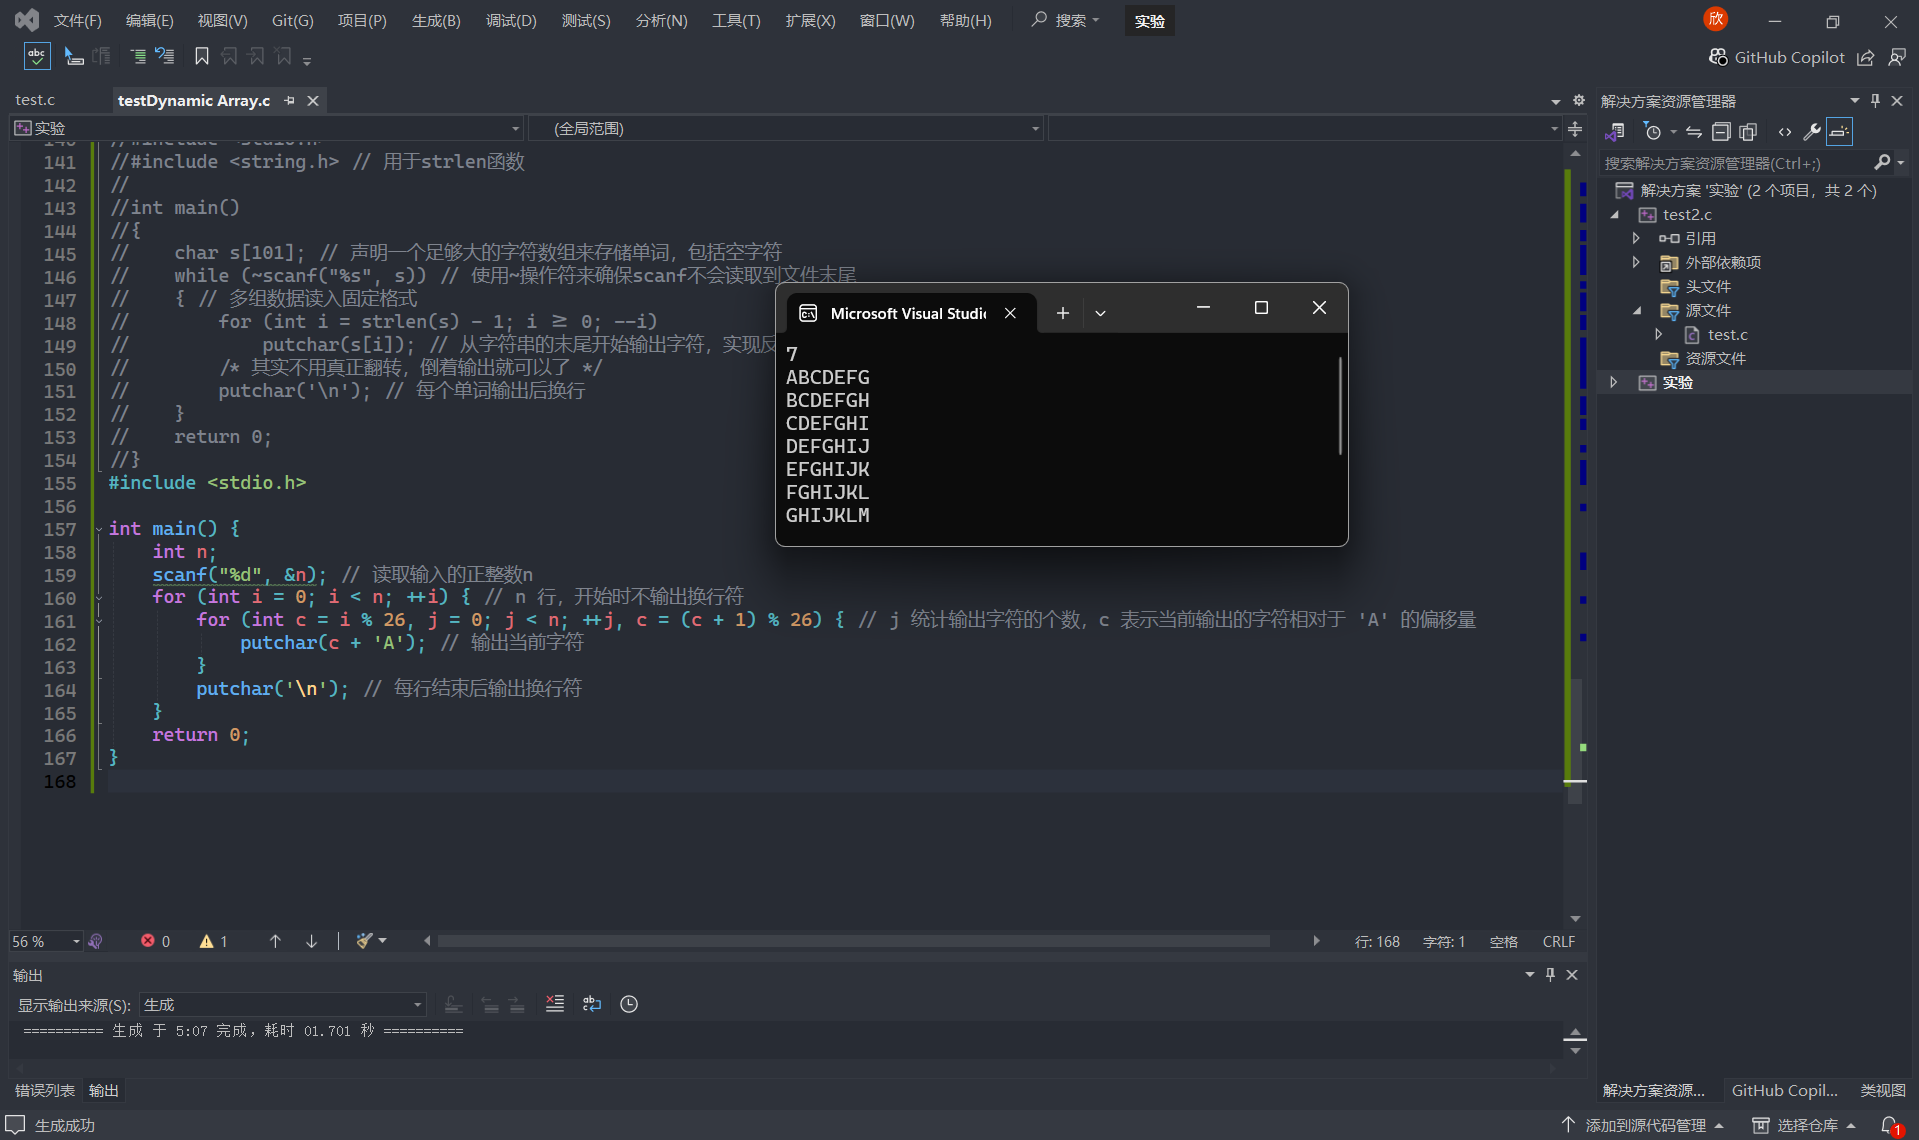 文件(F) 编辑(E) 视图(V) Git(G) 项目(P) 生成(B) 调试(D) 测试(S) 分析(N) 工具(T) 扩展(X) 窗口(W) 帮助(H) 搜索 实验 欣
abc
GitHub Copilot
test.c testDynamic Array.c
实验 (全局范围)
141 //#include <string.h> // 用于strlen函数
142 //
143 //int main()
144 //{
145 // char s[101]; // 声明一个足够大的字符数组来存储单词，包括空字符
146 // while (~scanf("%s", s)) // 使用~操作符来确保scanf不会读取到文件末尾
147 // { // 多组数据读入固定格式
148 // for (int i = strlen(s) - 1; i >= 0; --i)
149 // putchar(s[i]); // 从字符串的末尾开始输出字符，实现反
150 // /* 其实不用真正翻转，倒着输出就可以了 */
151 // putchar('\n'); // 每个单词输出后换行
152 // }
153 // return 0;
154 //}
155 #include <stdio.h>
156
157 int main() {
158 int n;
159 scanf("%d", &n); // 读取输入的正整数n
160 for (int i = 0; i < n; ++i) { // n 行，开始时不输出换行符
161 for (int c = i % 26, j = 0; j < n; ++j, c = (c + 1) % 26) { // j 统计输出字符的个数，c 表示当前输出的字符相对于 'A' 的偏移量
162 putchar(c + 'A'); // 输出当前字符
163 }
164 putchar('\n'); // 每行结束后输出换行符
165 }
166 return 0;
167 }
168
Microsoft Visual Studi
7
ABCDEFG
BCDEFGH
CDEFGHI
DEFGHIJ
EFGHIJK
FGHIJKL
GHIJKLM
解决方案资源管理器
搜索解决方案资源管理器(Ctrl+;)
解决方案 '实验' (2 个项目，共 2 个)
test2.c
引用
外部依赖项
头文件
源文件
test.c
资源文件
实验
56 % 0 1 行: 168 字符: 1 空格 CRLF
输出
显示输出来源(S): 生成
========== 生成 于 5:07 完成，耗时 01.701 秒 ==========
错误列表 输出
解决方案资源... GitHub Copil... 类视图
生成成功 添加到源代码管理 选择仓库 1